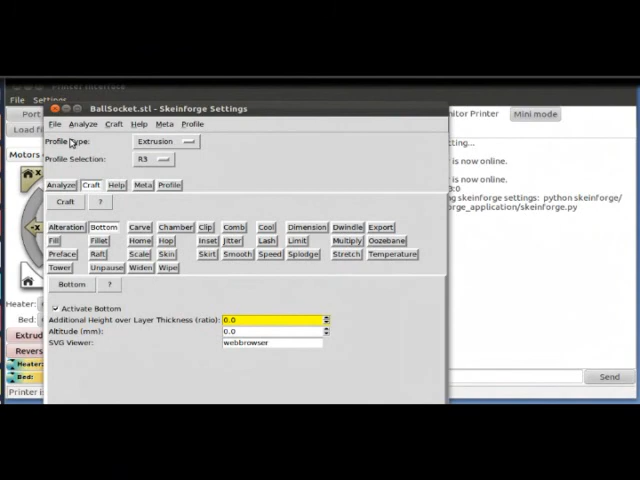 Printer Interface
BallSocket.stl - Skeinforge Settings
File Settings
File Analyze Craft Help Meta Profile
Port
Load fi
Motors
Profile Type: Extrusion
Profile Selection: R3
Analyze Craft Help Meta Profile
Craft ?
Alteration Bottom Carve Chamber Clip Comb Cool Dimension Dwindle Export
Fill Fillet Home Hop Inset Jitter Lash Limit Multiply Oozebane
Preface Raft Scale Skin Skirt Smooth Speed Splodge Stretch Temperature
Tower Unpause Widen Wipe
Bottom ?
Activate Bottom
Additional Height over Layer Thickness (ratio): 0.0
Altitude (mm): 0.0
SVG Viewer: webbrowser
X
X
Heater:
Bed:
Extrud
Revers
Heater:
Bed:
Printer is
nitor Printer Mini mode
cting...
r is now online.
r is now online.
3:0
g skeinforge settings: python skeinforge/
orge_application/skeinforge.py
Send